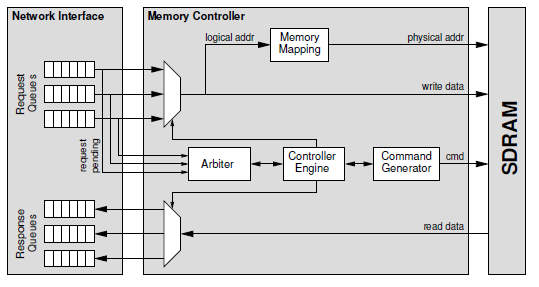 Network Interface
Memory Controller
logical addr
Memory
Mapping
physical addr
Request
Queues
write data
SDRAM
request
pending
Arbiter
Controller
Engine
Command
Generator
cmd
Response
Queues
read data